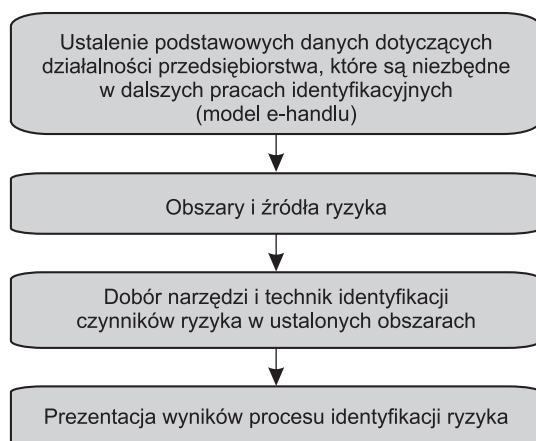 Ustalenie podstawowych danych dotyczących
działalności przedsiębiorstwa, które są niezbędne
w dalszych pracach identyfikacyjnych
(model e-handlu)
Obszary i źródła ryzyka
Dobór narzędzi i technik identyfikacji
czynników ryzyka w ustalonych obszarach
Prezentacja wyników procesu identyfikacji ryzyka